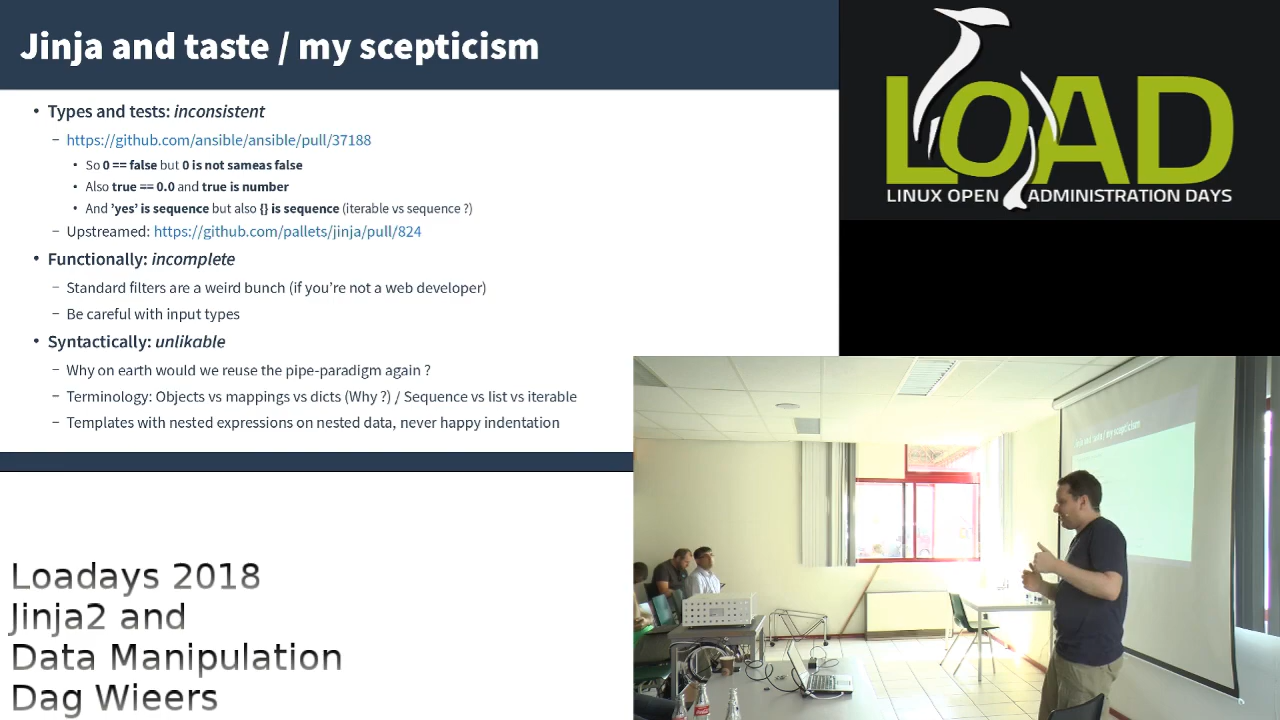 Jinja and taste / my scepticism
• Types and tests: inconsistent
– https://github.com/ansible/ansible/pull/37188
• So 0 == false but 0 is not sameas false
• Also true == 0.0 and true is number
• And 'yes' is sequence but also {} is sequence (iterable vs sequence ?)
– Upstreamed: https://github.com/pallets/jinja/pull/824
• Functionally: incomplete
– Standard filters are a weird bunch (if you're not a web developer)
– Be careful with input types
• Syntactically: unlikable
– Why on earth would we reuse the pipe-paradigm again ?
– Terminology: Objects vs mappings vs dicts (Why ?) / Sequence vs list vs iterable
– Templates with nested expressions on nested data, never happy indentation
LOAD
LINUX OPEN ADMINISTRATION DAYS
Jinja and taste / my scepticism
Loadays 2018
Jinja2 and
Data Manipulation
Dag Wieers